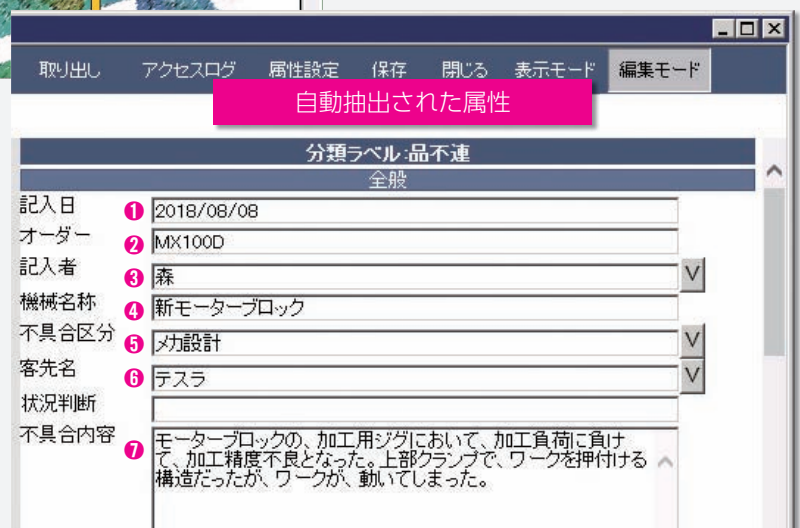 取り出し アクセスログ 属性設定 保存 閉じる 表示モード 編集モード
自動抽出された属性
分類ラベル:品不連
全般
記入日 ❶ 2018/08/08
オーダー ❷ MX100D
記入者 ❸ 森 V
機械名称 ❹ 新モーターブロック
不具合区分 ❺ メカ設計 V
客先名 ❻ テスラ V
状況判断
不具合内容 ❼ モーターブロックの、加工用ジグにおいて、加工負荷に負け
て、加工精度不良となった。上部クランプで、ワークを押付ける
構造だったが、ワークが、動いてしまった。